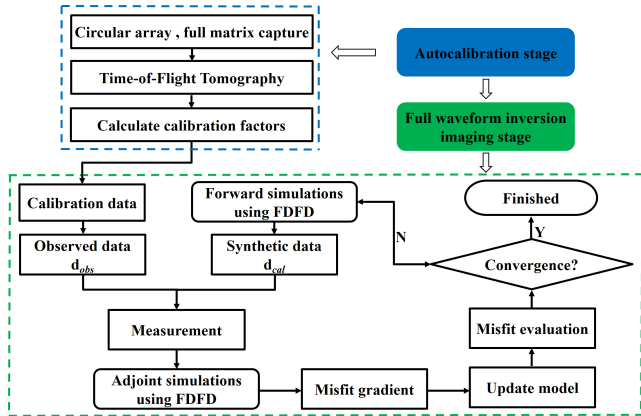 Circular array , full matrix capture
Time-of-Flight Tomography
Calculate calibration factors
Autocalibration stage
Full waveform inversion
imaging stage
Calibration data
Observed data
d_obs
Forward simulations
using FDFD
Synthetic data
d_cal
Measurement
Adjoint simulations
using FDFD
Misfit gradient
Update model
Misfit evaluation
Convergence?
N
Y
Finished